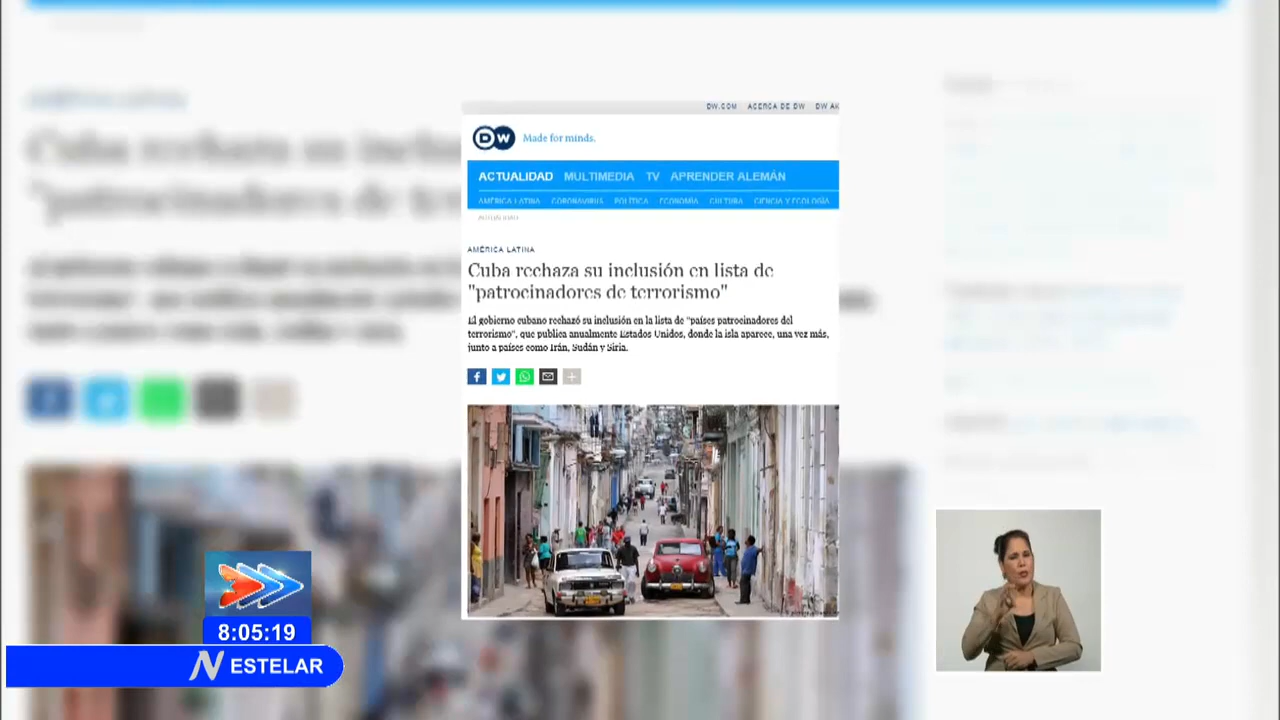 DW.COM ACERCA DE DW DW AK
DW Made for minds.
ACTUALIDAD MULTIMEDIA TV APRENDER ALEMÁN
AMÉRICA LATINA CORONAVIRUS POLÍTICA ECONOMÍA CULTURA CIENCIA Y ECOLOGÍA
ACTUALIDAD
AMÉRICA LATINA
Cuba rechaza su inclusión en lista de
"patrocinadores de terrorismo"
El gobierno cubano rechazó su inclusión en la lista de "países patrocinadores del
terrorismo", que publica anualmente Estados Unidos, donde la isla aparece, una vez más,
junto a países como Irán, Sudán y Siria.
8:05:19
N ESTELAR